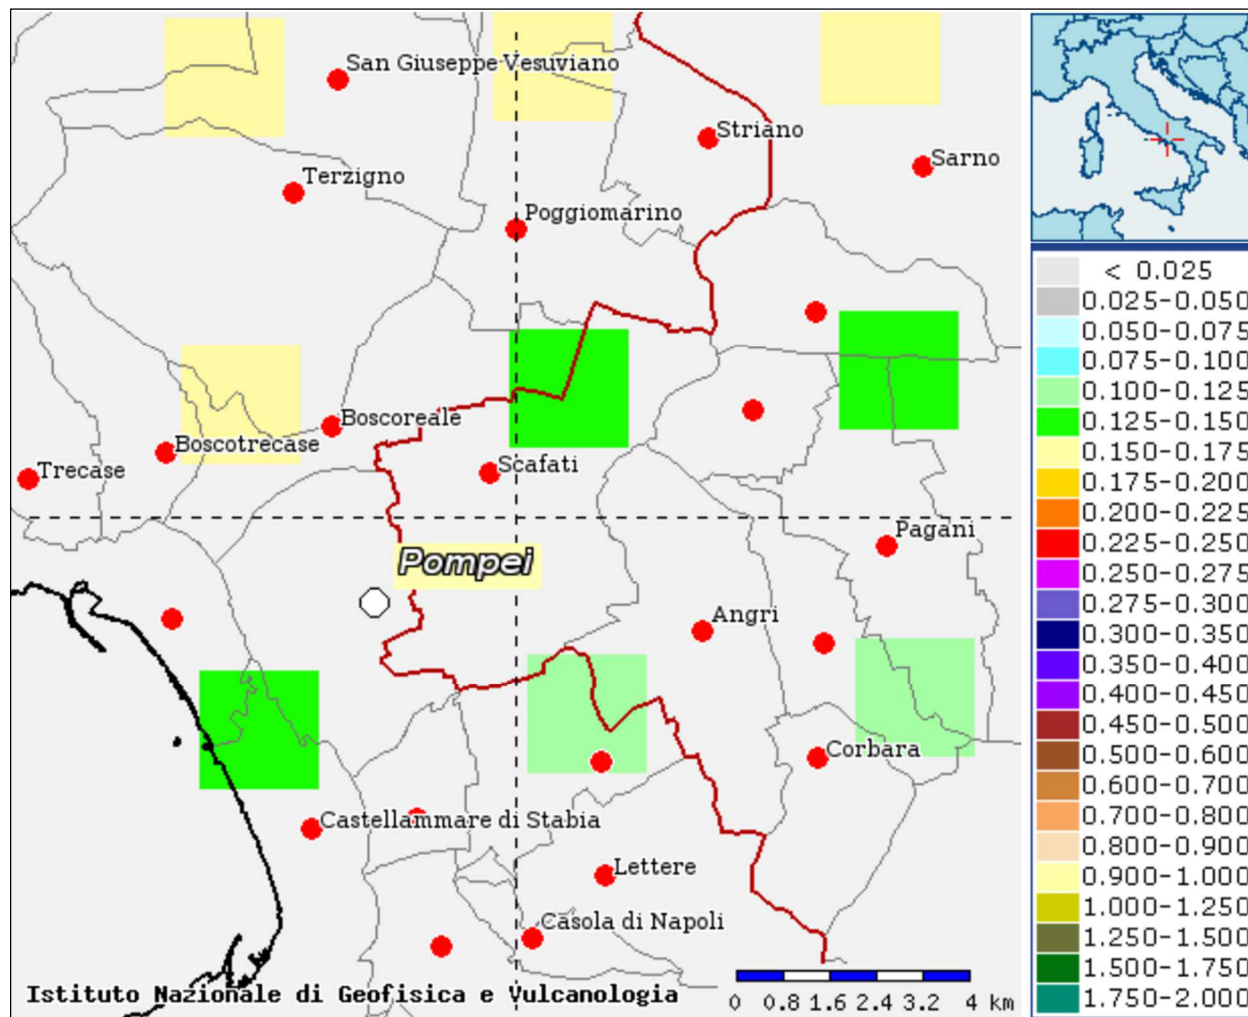 San Giuseppe Vesuviano
Striano
Sarno
Terzigno
Poggiomarino
Boscoreale
Boscotrecase
Trecase
Scafati
Pagani
Pompei
Angri
Corbara
Castellammare di Stabia
Lettere
Casola di Napoli
Istituto Nazionale di Geofisica e Vulcanologia
0 0.8 1.6 2.4 3.2 4 km
< 0.025
0.025-0.050
0.050-0.075
0.075-0.100
0.100-0.125
0.125-0.150
0.150-0.175
0.175-0.200
0.200-0.225
0.225-0.250
0.250-0.275
0.275-0.300
0.300-0.350
0.350-0.400
0.400-0.450
0.450-0.500
0.500-0.600
0.600-0.700
0.700-0.800
0.800-0.900
0.900-1.000
1.000-1.250
1.250-1.500
1.500-1.750
1.750-2.000